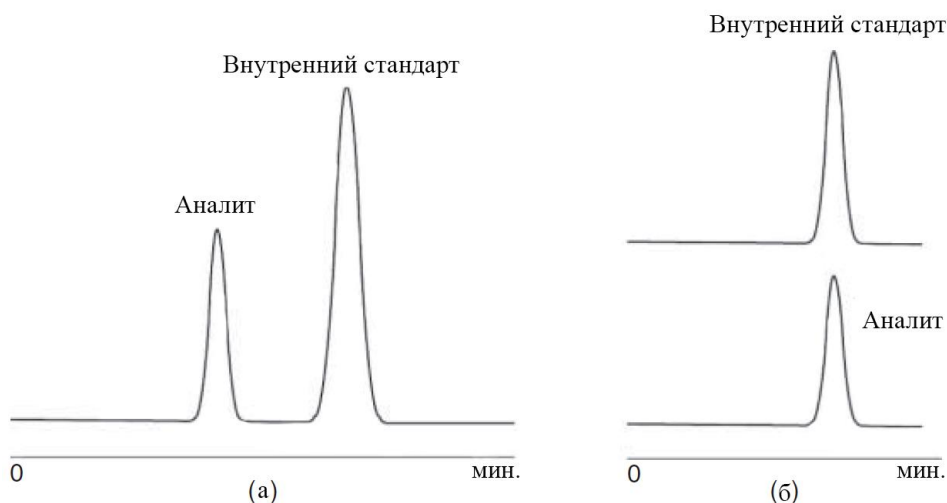 Внутренний стандарт
Аналит
0
мин.
(а)
Внутренний стандарт
Аналит
0
мин.
(б)